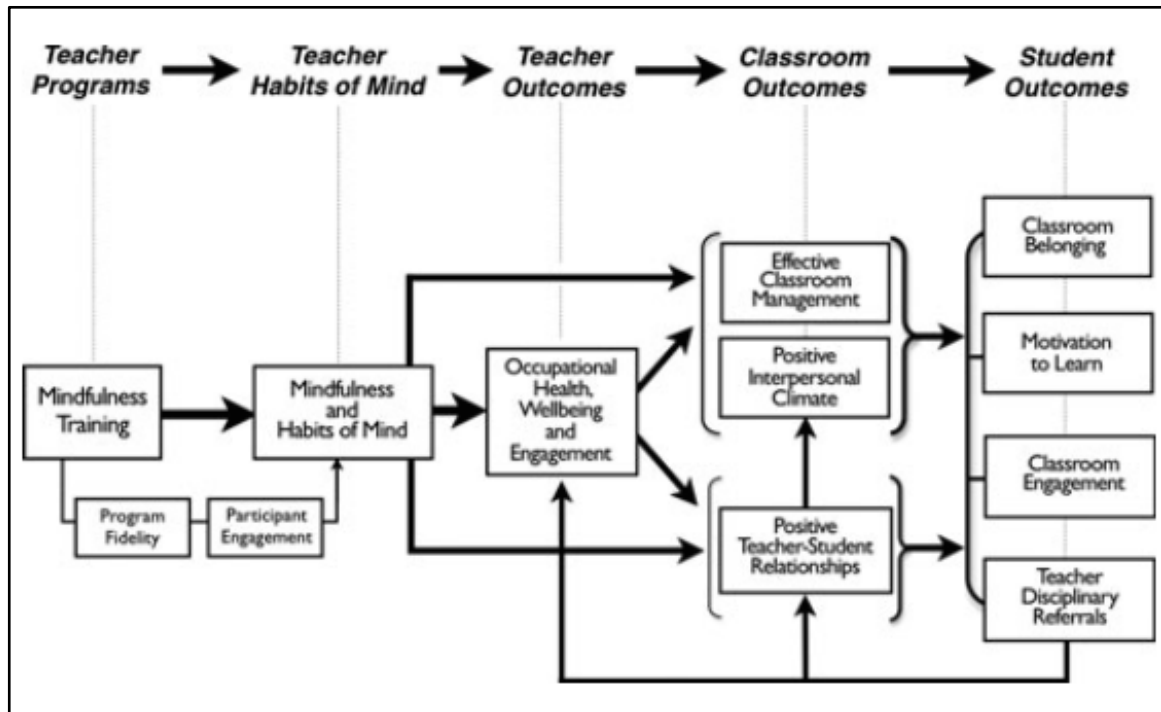 Teacher
Programs
Teacher
Habits of Mind
Teacher
Outcomes
Classroom
Outcomes
Student
Outcomes
Mindfulness
Training
Program
Fidelity
Participant
Engagement
Mindfulness
and
Habits of Mind
Occupational
Health,
Wellbeing
and
Engagement
Effective
Classroom
Management
Positive
Interpersonal
Climate
Positive
Teacher-Student
Relationships
Classroom
Belonging
Motivation
to Learn
Classroom
Engagement
Teacher
Disciplinary
Referrals